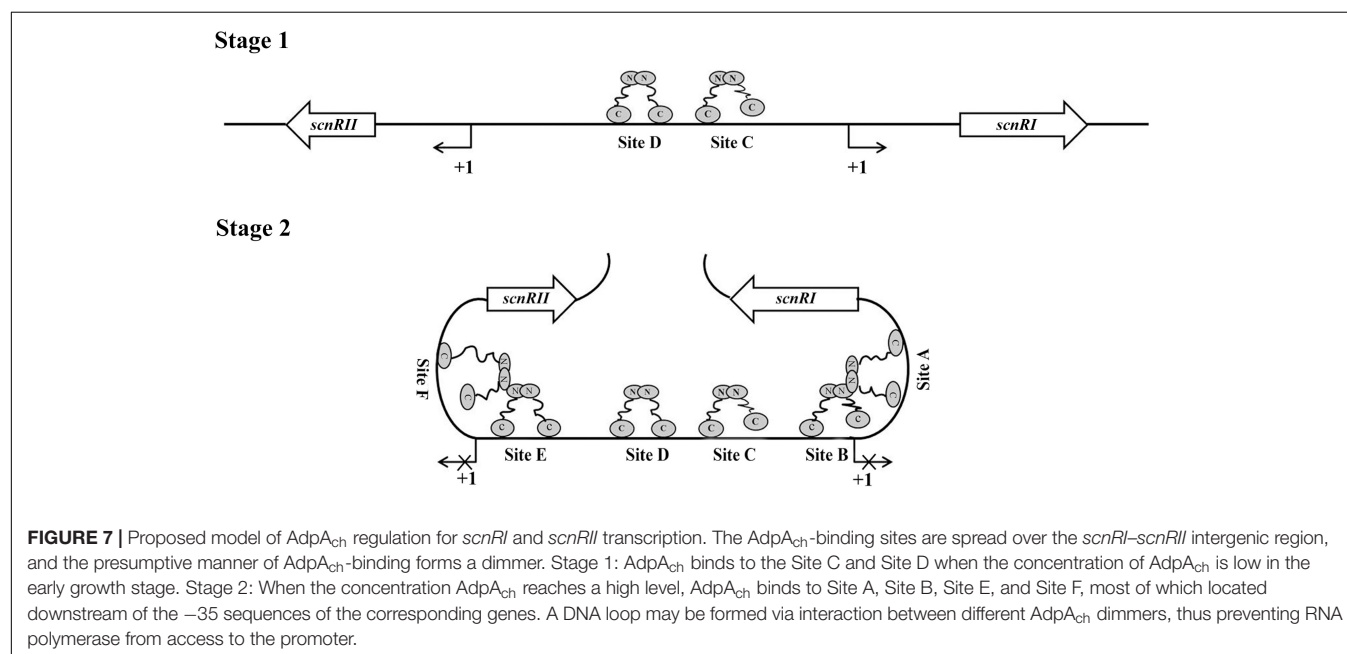 Stage 1
N N N N
C C C C
scnRII scnRI
Site D Site C
+1 +1
Stage 2
scnRII scnRI
C N N N N N N N N N N N N C
Site F Site A
C C C C C C C C C C
Site E Site D Site C Site B
+1 +1
FIGURE 7 | Proposed model of AdpAch regulation for scnRI and scnRII transcription. The AdpAch-binding sites are spread over the scnRI–scnRII intergenic region,
and the presumptive manner of AdpAch-binding forms a dimmer. Stage 1: AdpAch binds to the Site C and Site D when the concentration of AdpAch is low in the
early growth stage. Stage 2: When the concentration AdpAch reaches a high level, AdpAch binds to Site A, Site B, Site E, and Site F, most of which located
downstream of the −35 sequences of the corresponding genes. A DNA loop may be formed via interaction between different AdpAch dimmers, thus preventing RNA
polymerase from access to the promoter.